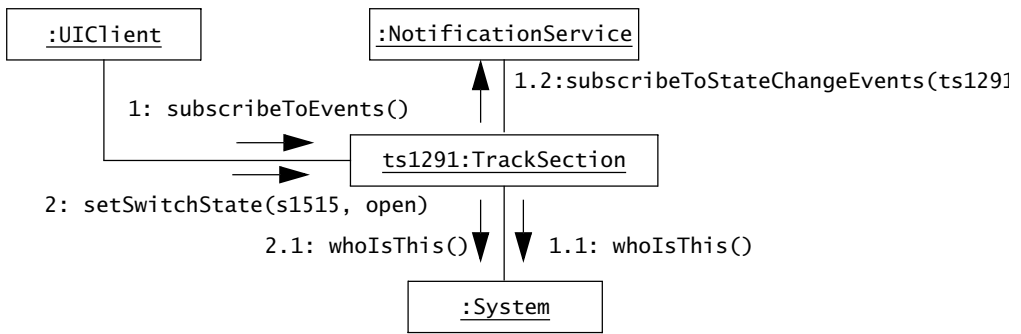 :UIClient
:NotificationService
1.2:subscribeToStateChangeEvents(ts1291
1: subscribeToEvents()
ts1291:TrackSection
2: setSwitchState(s1515, open)
2.1: whoIsThis()
1.1: whoIsThis()
:System